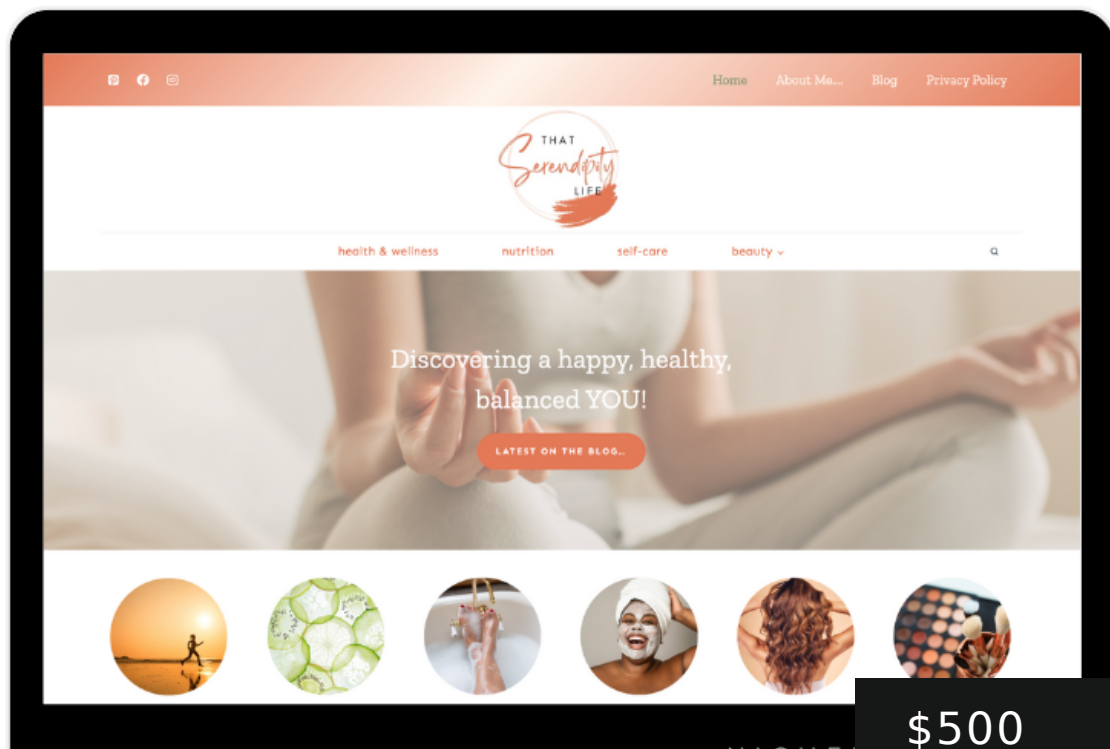 Home About Me... Blog Privacy Policy
THAT
Serendipity
LIFE
health & wellness nutrition self-care beauty
Discovering a happy, healthy,
balanced YOU!
LATEST ON THE BLOG...
$500